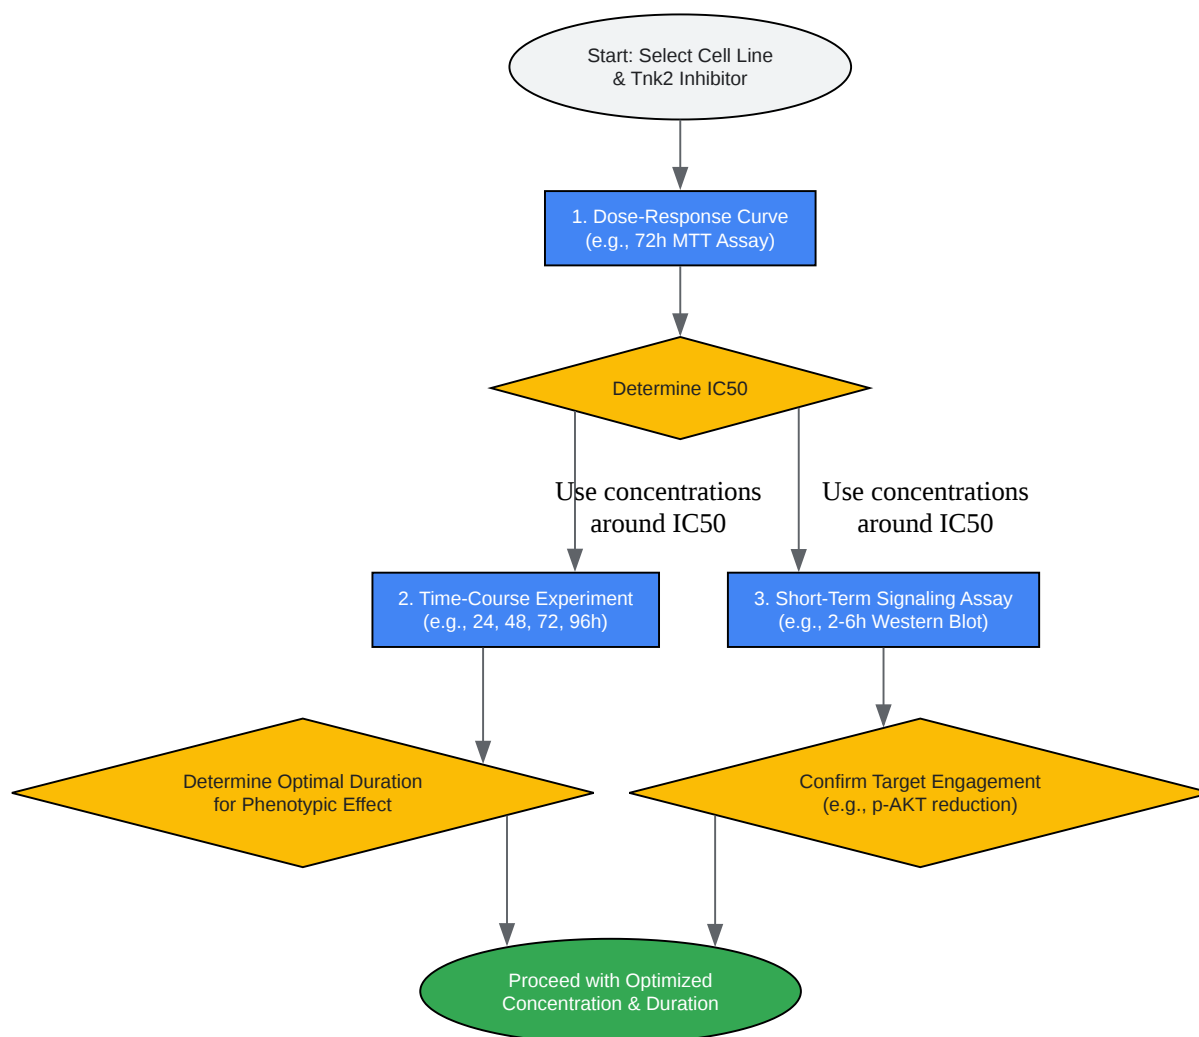 Start: Select Cell Line
& Tnk2 Inhibitor
1. Dose-Response Curve
(e.g., 72h MTT Assay)
Determine IC50
Use concentrations
around IC50
Use concentrations
around IC50
2. Time-Course Experiment
(e.g., 24, 48, 72, 96h)
3. Short-Term Signaling Assay
(e.g., 2-6h Western Blot)
Determine Optimal Duration
for Phenotypic Effect
Confirm Target Engagement
(e.g., p-AKT reduction)
Proceed with Optimized
Concentration & Duration